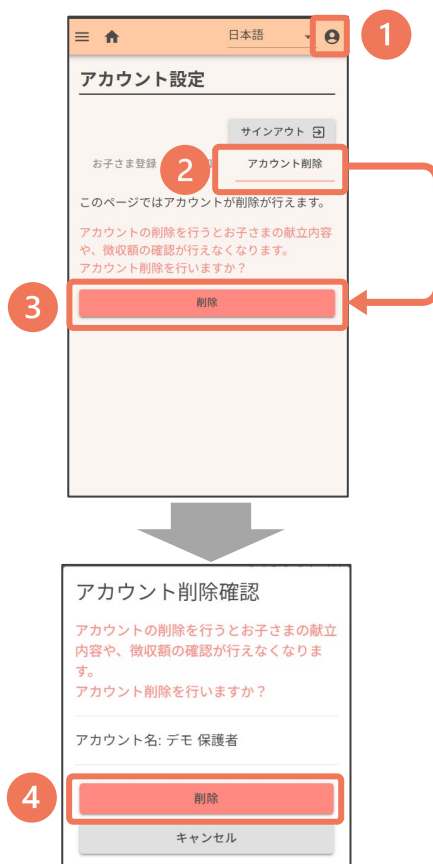 日本語
1
アカウント設定
サインアウト
2
お子さま登録
アカウント削除
このページではアカウントが削除が行えます。
アカウントの削除を行うとお子さまの献立内容
や、徴収額の確認が行えなくなります。
アカウント削除を行いますか？
3
削除
アカウント削除確認
アカウントの削除を行うとお子さまの献立
内容や、徴収額の確認が行えなくなりま
す。
アカウント削除を行いますか？
アカウント名: デモ 保護者
4
削除
キャンセル